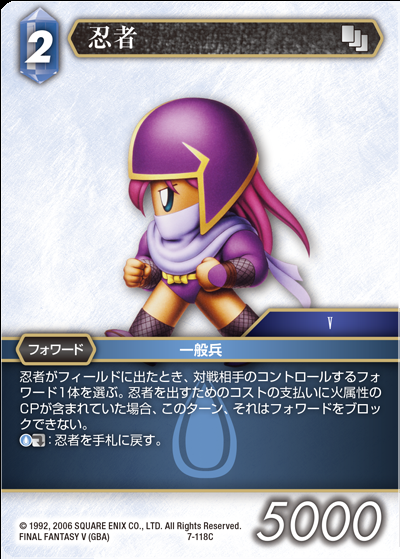 2
忍者
V
フォワード
一般兵
忍者がフィールドに出たとき、対戦相手のコントロールするフォ
ワード1体を選ぶ。忍者を出すためのコストの支払いに火属性の
CPが含まれていた場合、このターン、それはフォワードをブロッ
クできない。
:忍者を手札に戻す。
© 1992, 2006 SQUARE ENIX CO., LTD. All Rights Reserved.
FINAL FANTASY V (GBA)
7-118C
5000